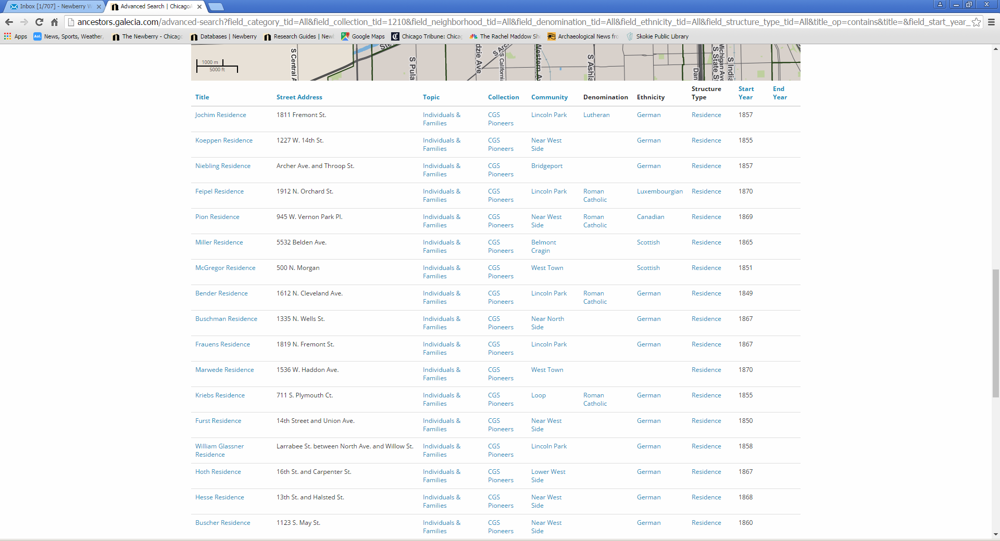 Inbox [1/707] - Newberry W
Advanced Search | ChicagoA
ancestors.galecia.com/advanced-search?field_category_tid=All&field_collection_tid=1210&field_neighborhood_tid=All&field_denomination_tid=All&field_ethnicity_tid=All&field_structure_type_tid=All&title_op=contains&title=&field_start_year_
Apps Aol. News, Sports, Weather, The Newberry - Chicago Databases | Newberry Research Guides | New Google Maps Chicago Tribune: Chicag The Rachel Maddow Sh Archaeological News fro Skokie Public Library
1000 m
5000 ft
S Central A
S Pula
dzie Ave
S Arc
S California
Western Av
S Ashla
Dan
S State St
Michigan Ave
S India
Title Street Address Topic Collection Community Denomination Ethnicity Structure Type Start Year End Year
Jochim Residence 1811 Fremont St. Individuals & CGS Lincoln Park Lutheran German Residence 1857
Families Pioneers
Koeppen Residence 1227 W. 14th St. Individuals & CGS Near West German Residence 1855
Families Pioneers Side
Niebling Residence Archer Ave. and Throop St. Individuals & CGS Bridgeport German Residence 1857
Families Pioneers
Feipel Residence 1912 N. Orchard St. Individuals & CGS Lincoln Park Roman Luxembourgian Residence 1870
Families Pioneers Catholic
Pion Residence 945 W. Vernon Park Pl. Individuals & CGS Near West Roman Canadian Residence 1869
Families Pioneers Side Catholic
Miller Residence 5532 Belden Ave. Individuals & CGS Belmont Scottish Residence 1865
Families Pioneers Cragin
McGregor Residence 500 N. Morgan Individuals & CGS West Town Scottish Residence 1851
Families Pioneers
Bender Residence 1612 N. Cleveland Ave. Individuals & CGS Lincoln Park Roman German Residence 1849
Families Pioneers Catholic
Buschman Residence 1335 N. Wells St. Individuals & CGS Near North German Residence 1867
Families Pioneers Side
Frauens Residence 1819 N. Fremont St. Individuals & CGS Lincoln Park German Residence 1867
Families Pioneers
Marwede Residence 1536 W. Haddon Ave. Individuals & CGS West Town Residence 1870
Families Pioneers
Kriebs Residence 711 S. Plymouth Ct. Individuals & CGS Loop Roman German Residence 1855
Families Pioneers Catholic
Furst Residence 14th Street and Union Ave. Individuals & CGS Near West German Residence 1850
Families Pioneers Side
William Glassner Larrabee St. between North Ave. and Willow St. Individuals & CGS Lincoln Park German Residence 1858
Residence Families Pioneers
Hoth Residence 16th St. and Carpenter St. Individuals & CGS Lower West German Residence 1867
Families Pioneers Side
Hesse Residence 13th St. and Halsted St. Individuals & CGS Near West German Residence 1868
Families Pioneers Side
Buscher Residence 1123 S. May St. Individuals & CGS Near West German Residence 1860
Families Pioneers Side